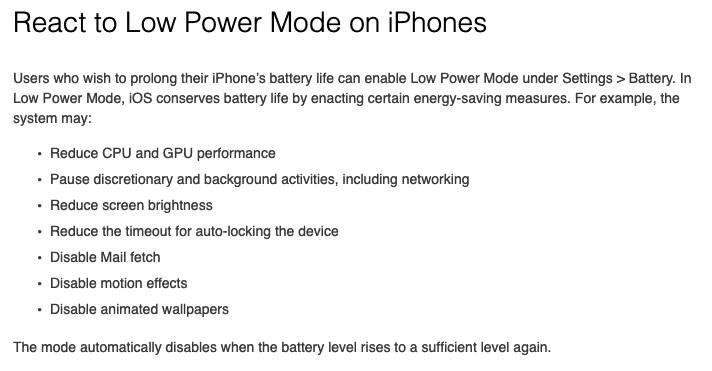 React to Low Power Mode on iPhones
Users who wish to prolong their iPhone’s battery life can enable Low Power Mode under Settings > Battery. In
Low Power Mode, iOS conserves battery life by enacting certain energy-saving measures. For example, the
system may:
• Reduce CPU and GPU performance
• Pause discretionary and background activities, including networking
• Reduce screen brightness
• Reduce the timeout for auto-locking the device
• Disable Mail fetch
• Disable motion effects
• Disable animated wallpapers
The mode automatically disables when the battery level rises to a sufficient level again.